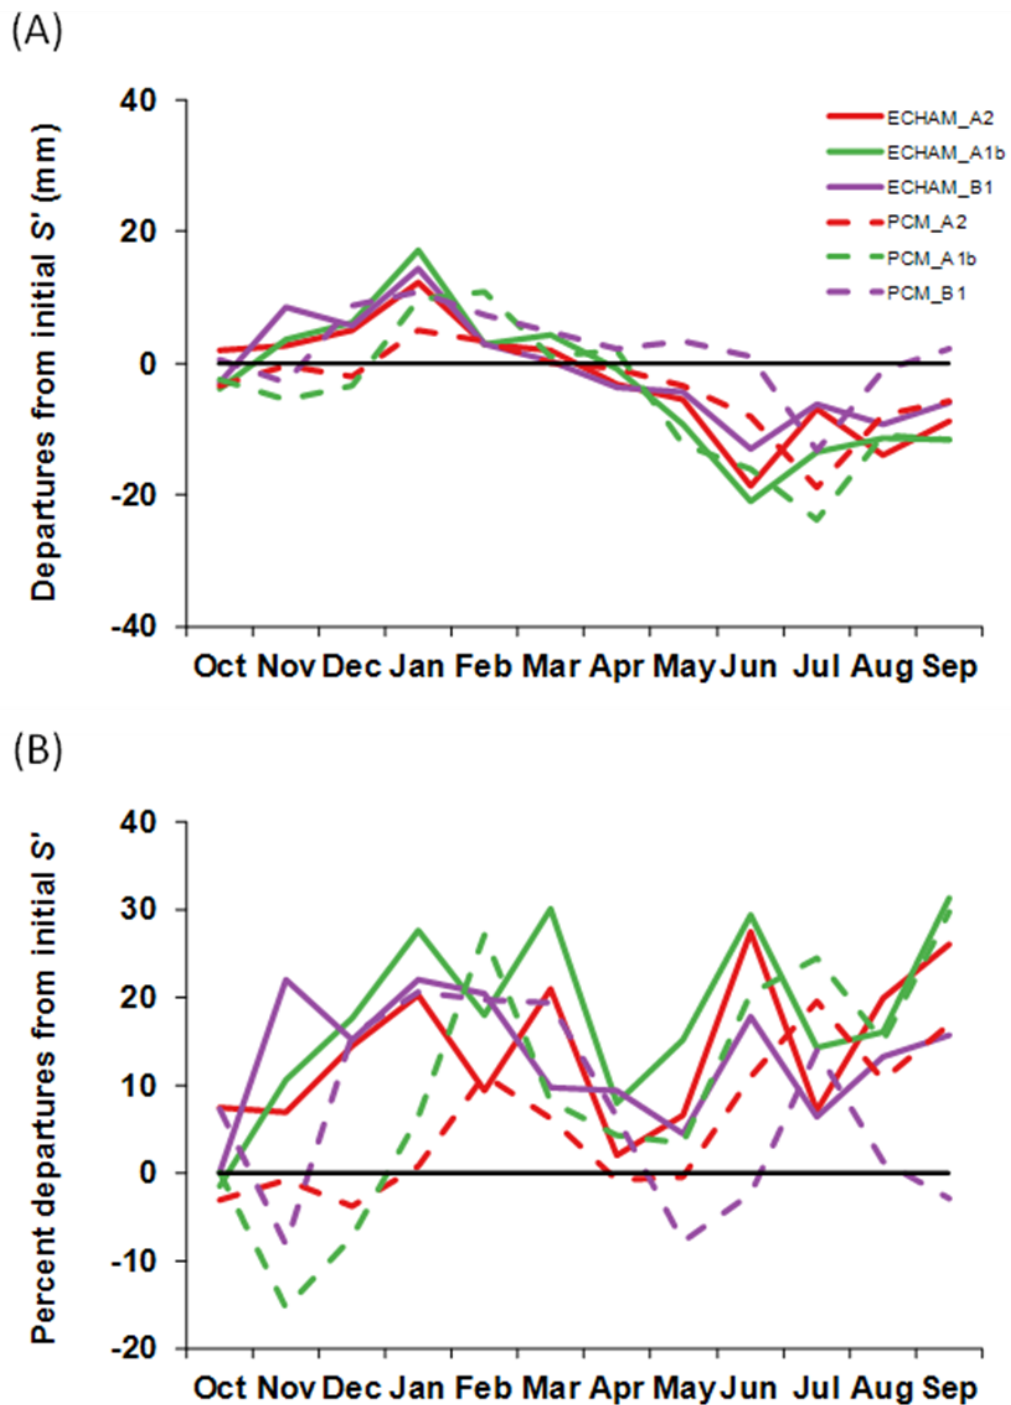 (A)
Departures from initial S' (mm)
40
20
0
-20
-40
ECHAM_A2
ECHAM_A1b
ECHAM_B1
PCM_A2
PCM_A1b
PCM_B1
Oct Nov Dec Jan Feb Mar Apr May Jun Jul Aug Sep
(B)
Percent departures from initial S'
40
30
20
10
0
-10
-20
Oct Nov Dec Jan Feb Mar Apr May Jun Jul Aug Sep